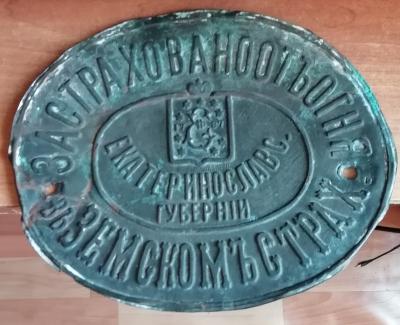 ЗАСТРАХОВАНО ОТЪ ОГНЯ
ЕКАТЕРИНОСЛАВС.
ГУБЕРНІИ
ВЪ ЗЕМСКОМЪ СТРАХ.